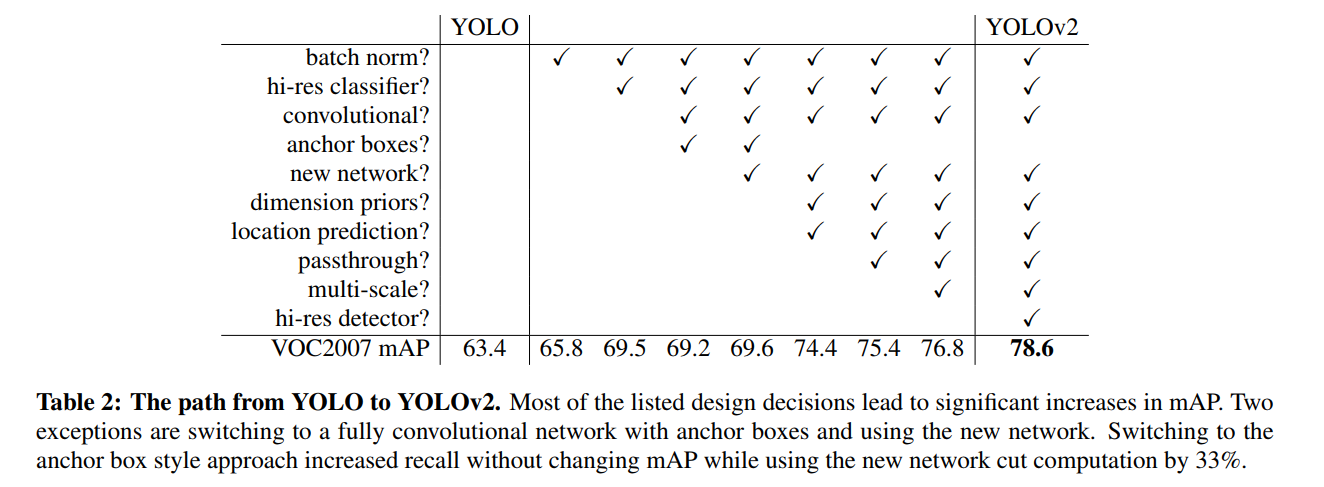 YOLO YOLOv2
batch norm? ✓ ✓ ✓ ✓ ✓ ✓ ✓ ✓
hi-res classifier? ✓ ✓ ✓ ✓ ✓ ✓ ✓
convolutional? ✓ ✓ ✓ ✓ ✓ ✓
anchor boxes? ✓ ✓
new network? ✓ ✓ ✓ ✓ ✓
dimension priors? ✓ ✓ ✓ ✓
location prediction? ✓ ✓ ✓ ✓
passthrough? ✓ ✓ ✓
multi-scale? ✓ ✓
hi-res detector? ✓
VOC2007 mAP 63.4 65.8 69.5 69.2 69.6 74.4 75.4 76.8 78.6
Table 2: The path from YOLO to YOLOv2. Most of the listed design decisions lead to significant increases in mAP. Two
exceptions are switching to a fully convolutional network with anchor boxes and using the new network. Switching to the
anchor box style approach increased recall without changing mAP while using the new network cut computation by 33%.